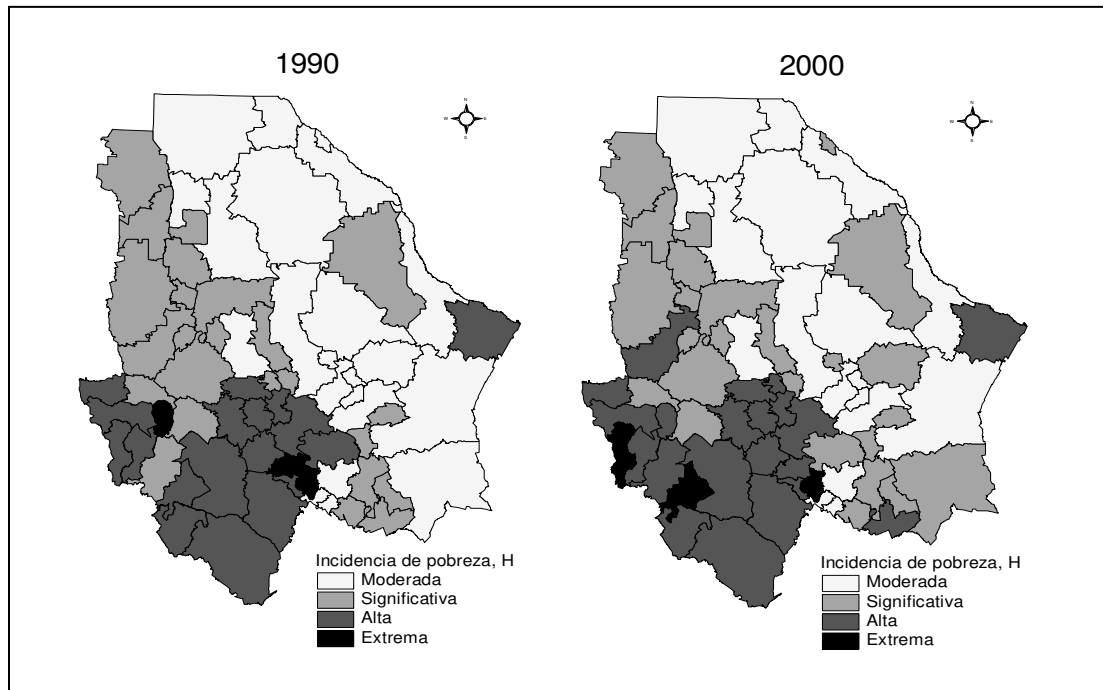 1990
2000
Incidencia de pobreza, H
Moderada
Significativa
Alta
Extrema
Incidencia de pobreza, H
Moderada
Significativa
Alta
Extrema